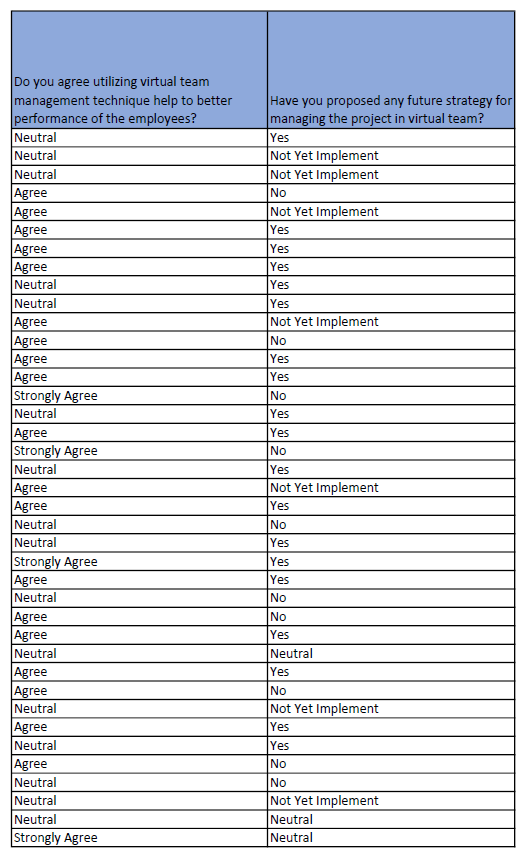 Do you agree utilizing virtual team
management technique help to better
performance of the employees?
Have you proposed any future strategy for
managing the project in virtual team?
Neutral Yes
Neutral Not Yet Implement
Neutral Not Yet Implement
Agree No
Agree Not Yet Implement
Agree Yes
Agree Yes
Agree Yes
Neutral Yes
Neutral Yes
Agree Not Yet Implement
Agree No
Agree Yes
Agree Yes
Strongly Agree No
Neutral Yes
Agree Yes
Strongly Agree No
Neutral Yes
Agree Not Yet Implement
Agree Yes
Neutral No
Neutral Yes
Strongly Agree Yes
Agree Yes
Neutral No
Agree No
Agree Yes
Neutral Neutral
Agree Yes
Agree No
Neutral Not Yet Implement
Agree Yes
Neutral Yes
Agree No
Neutral No
Neutral Not Yet Implement
Neutral Neutral
Strongly Agree Neutral